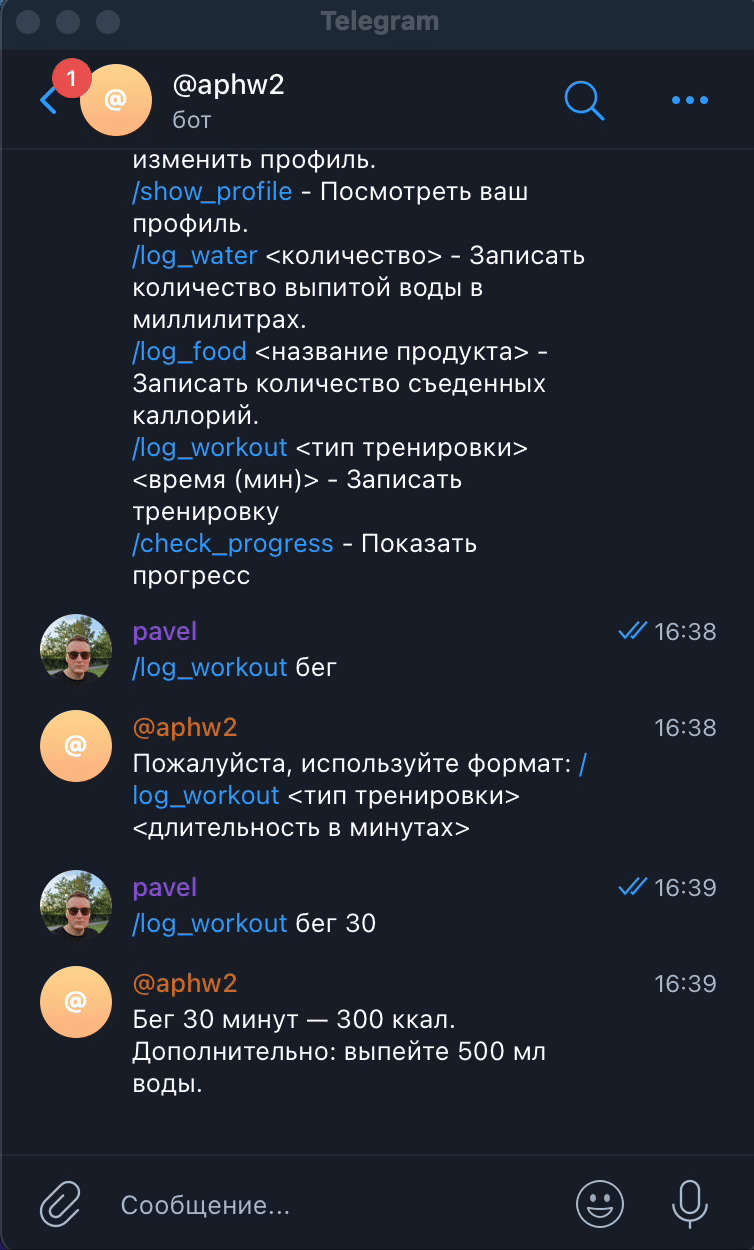 Telegram
1
@
@aphw2
бот
изменить профиль.
/show_profile - Посмотреть ваш
профиль.
/log_water <количество> - Записать
количество выпитой воды в
миллилитрах.
/log_food <название продукта> -
Записать количество съеденных
каллорий.
/log_workout <тип тренировки>
<время (мин)> - Записать
тренировку
/check_progress - Показать
прогресс
pavel 16:38
/log_workout бег
@
@aphw2 16:38
Пожалуйста, используйте формат: /
log_workout <тип тренировки>
<длительность в минутах>
pavel 16:39
/log_workout бег 30
@
@aphw2 16:39
Бег 30 минут — 300 ккал.
Дополнительно: выпейте 500 мл
воды.
Сообщение...